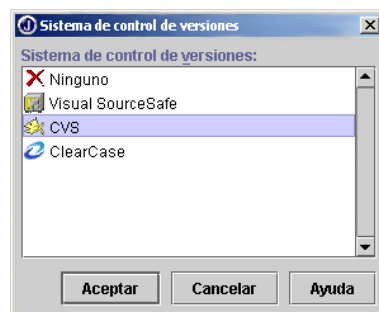 Sistema de control de versiones
Sistema de control de versiones:
Ninguno
Visual SourceSafe
CVS
ClearCase
Aceptar
Cancelar
Ayuda